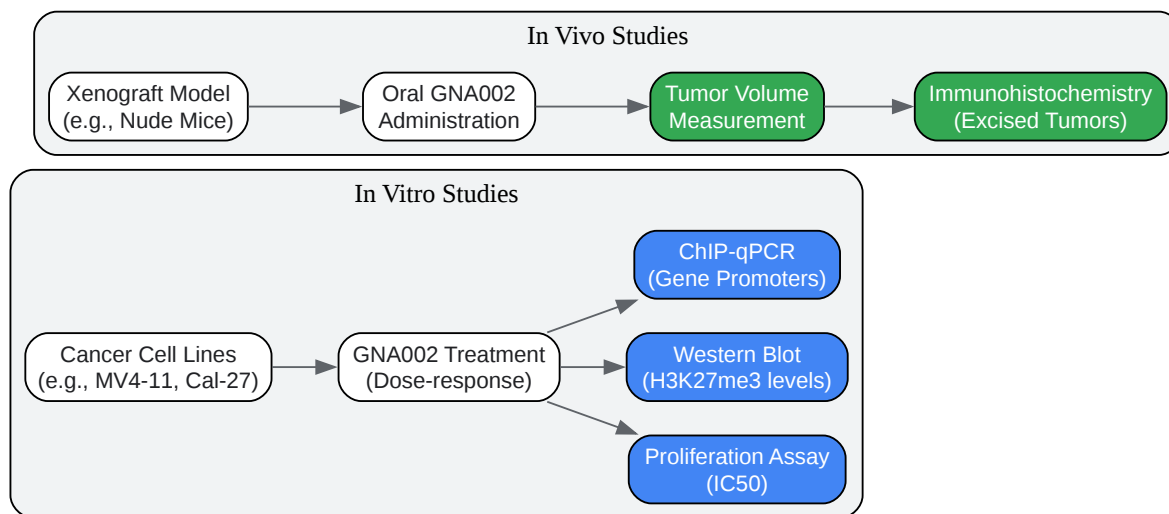 In Vivo Studies
Xenograft Model
(e.g., Nude Mice)
Oral GNA002
Administration
Tumor Volume
Measurement
Immunohistochemistry
(Excised Tumors)
In Vitro Studies
Cancer Cell Lines
(e.g., MV4-11, Cal-27)
GNA002 Treatment
(Dose-response)
ChIP-qPCR
(Gene Promoters)
Western Blot
(H3K27me3 levels)
Proliferation Assay
(IC50)